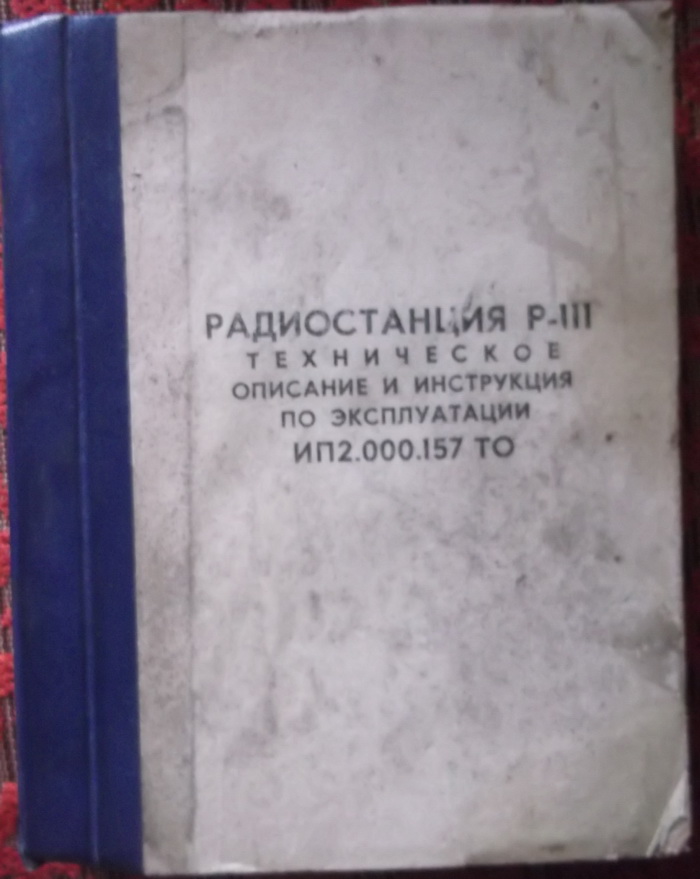 РАДИОСТАНЦИЯ Р-111
ТЕХНИЧЕСКОЕ
ОПИСАНИЕ И ИНСТРУКЦИЯ
ПО ЭКСПЛУАТАЦИИ
ИП2.000.157 ТО